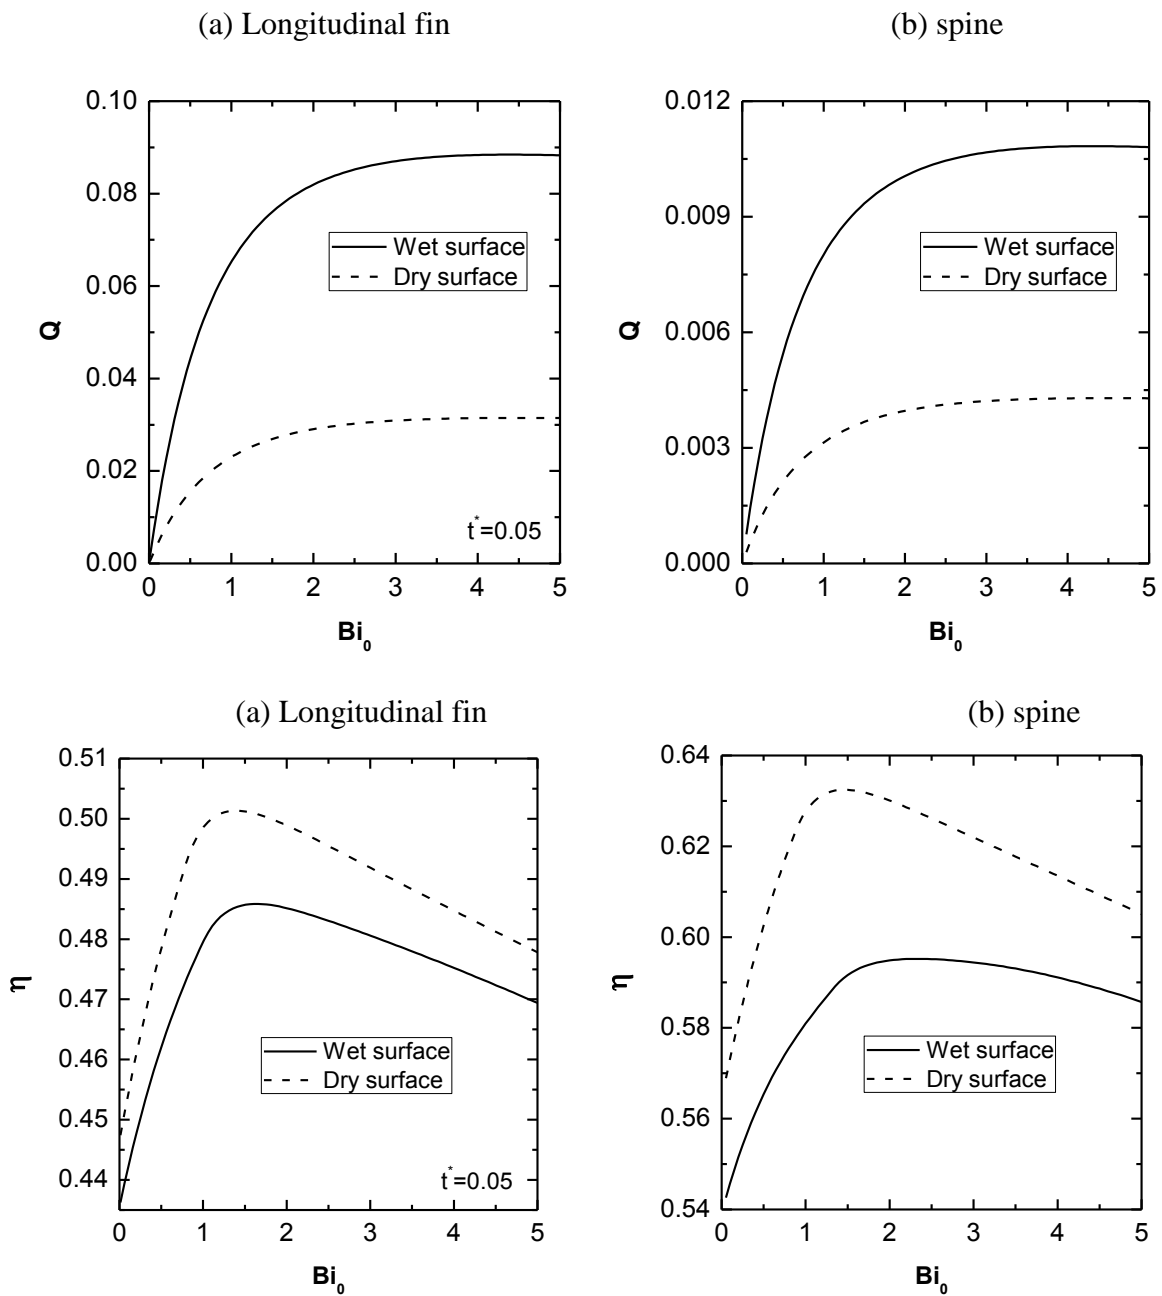 (a) Longitudinal fin
(b) spine
0.10
0.08
0.06
0.04
0.02
0.00
Q
Wet surface
Dry surface
t*=0.05
0 1 2 3 4 5
Bi0
0.012
0.009
0.006
0.003
0.000
Q
Wet surface
Dry surface
0 1 2 3 4 5
Bi0
(a) Longitudinal fin
(b) spine
0.51
0.50
0.49
0.48
0.47
0.46
0.45
0.44
η
Wet surface
Dry surface
t*=0.05
0 1 2 3 4 5
Bi0
0.64
0.62
0.60
0.58
0.56
0.54
η
Wet surface
Dry surface
0 1 2 3 4 5
Bi0